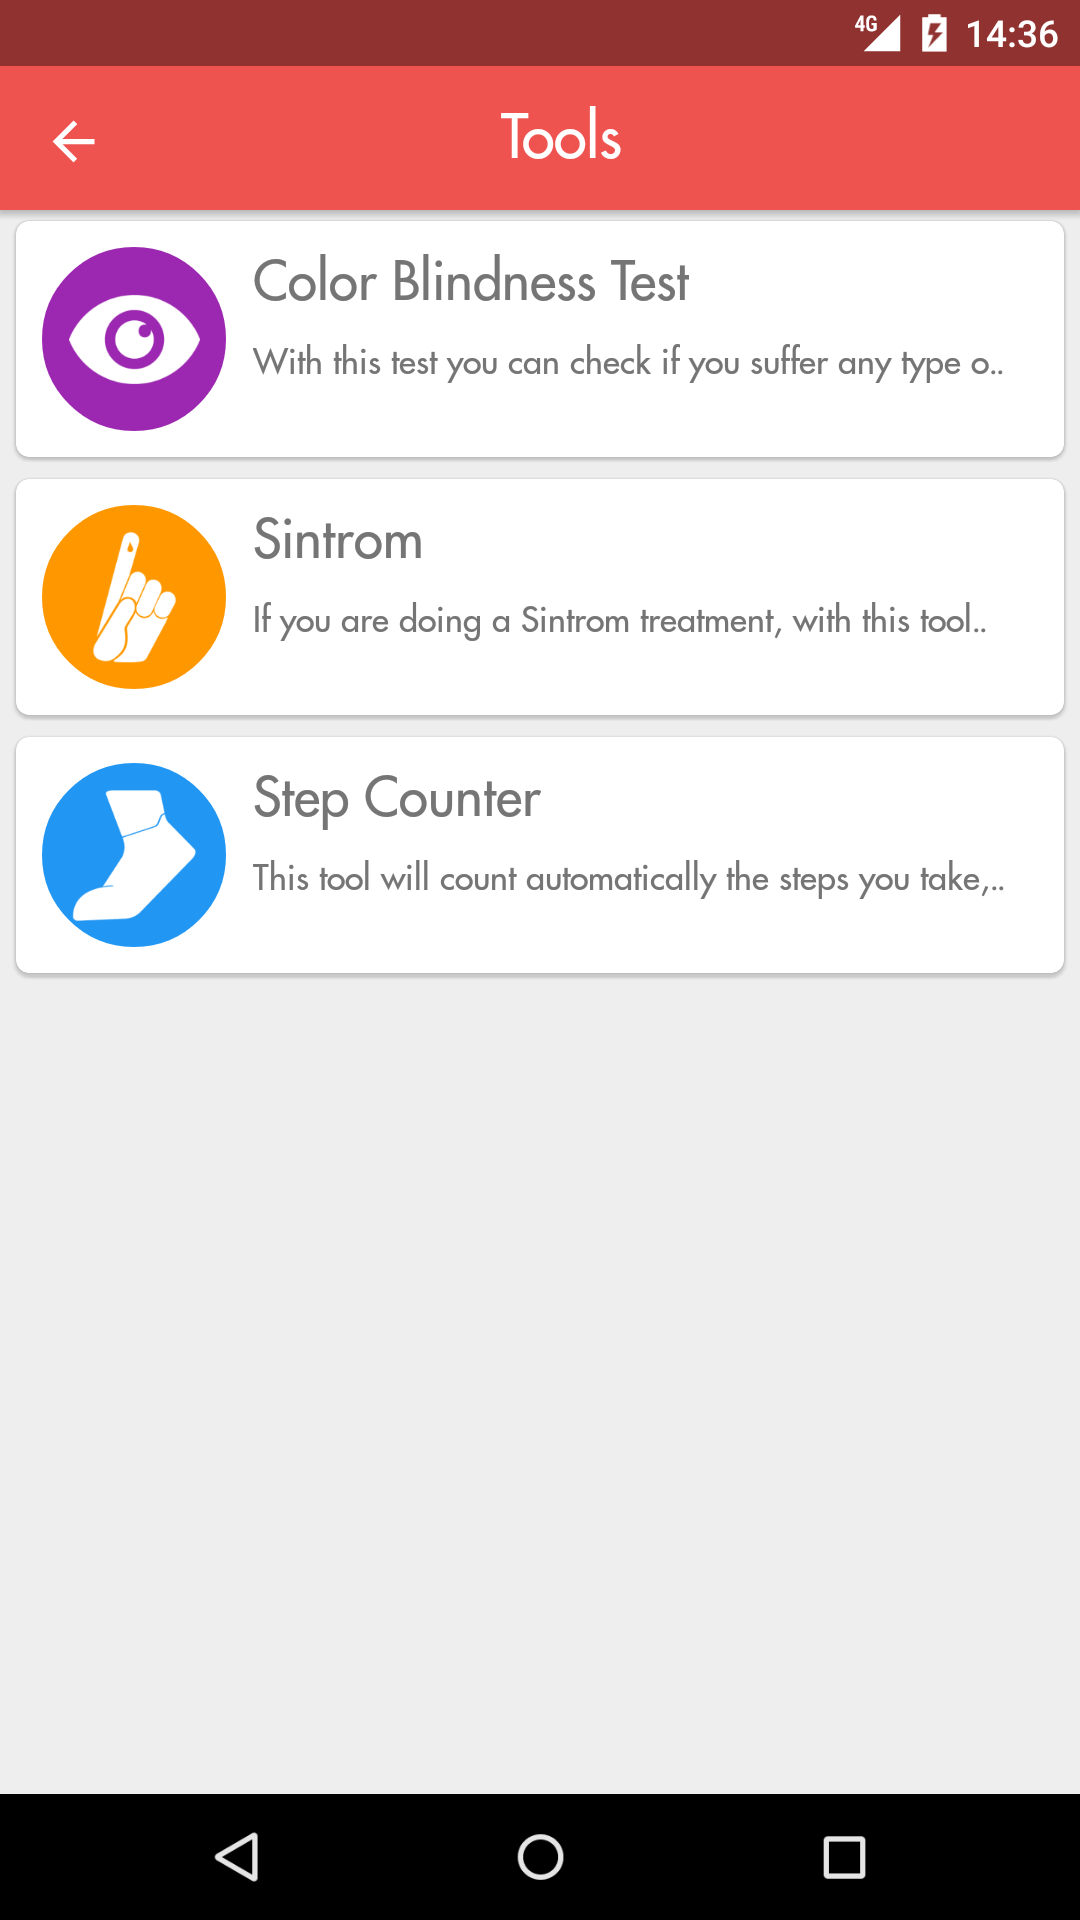 4G 14:36
Tools
Color Blindness Test
With this test you can check if you suffer any type o..
Sintrom
If you are doing a Sintrom treatment, with this tool..
Step Counter
This tool will count automatically the steps you take,..